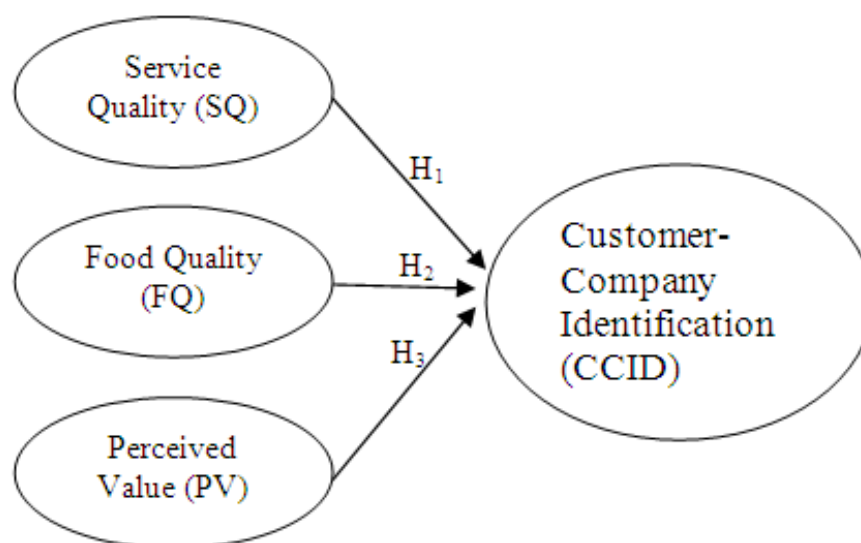 Service
Quality (SQ)
H₁
Food Quality
(FQ)
H₂
Customer-
Company
Identification
(CCID)
H₃
Perceived
Value (PV)